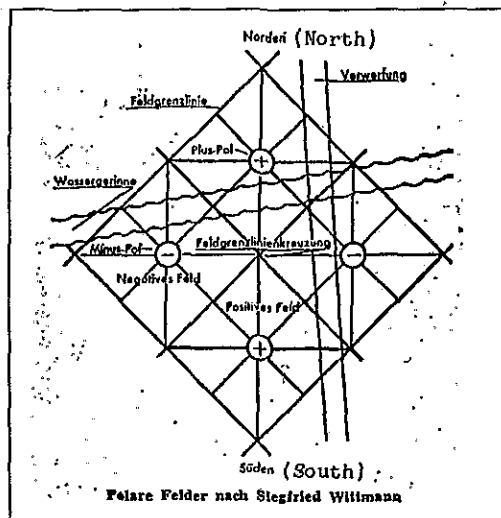 Norden (North)
Verwerfung
Feldgrenzlinie
Plus-Pol
+
Wassergerinne
Minus-Pol
Feldgrenzlinienkreuzung
−
−
Negatives Feld
Positives Feld
+
Süden (South)
Polare Felder nach Siegfried Wittmann